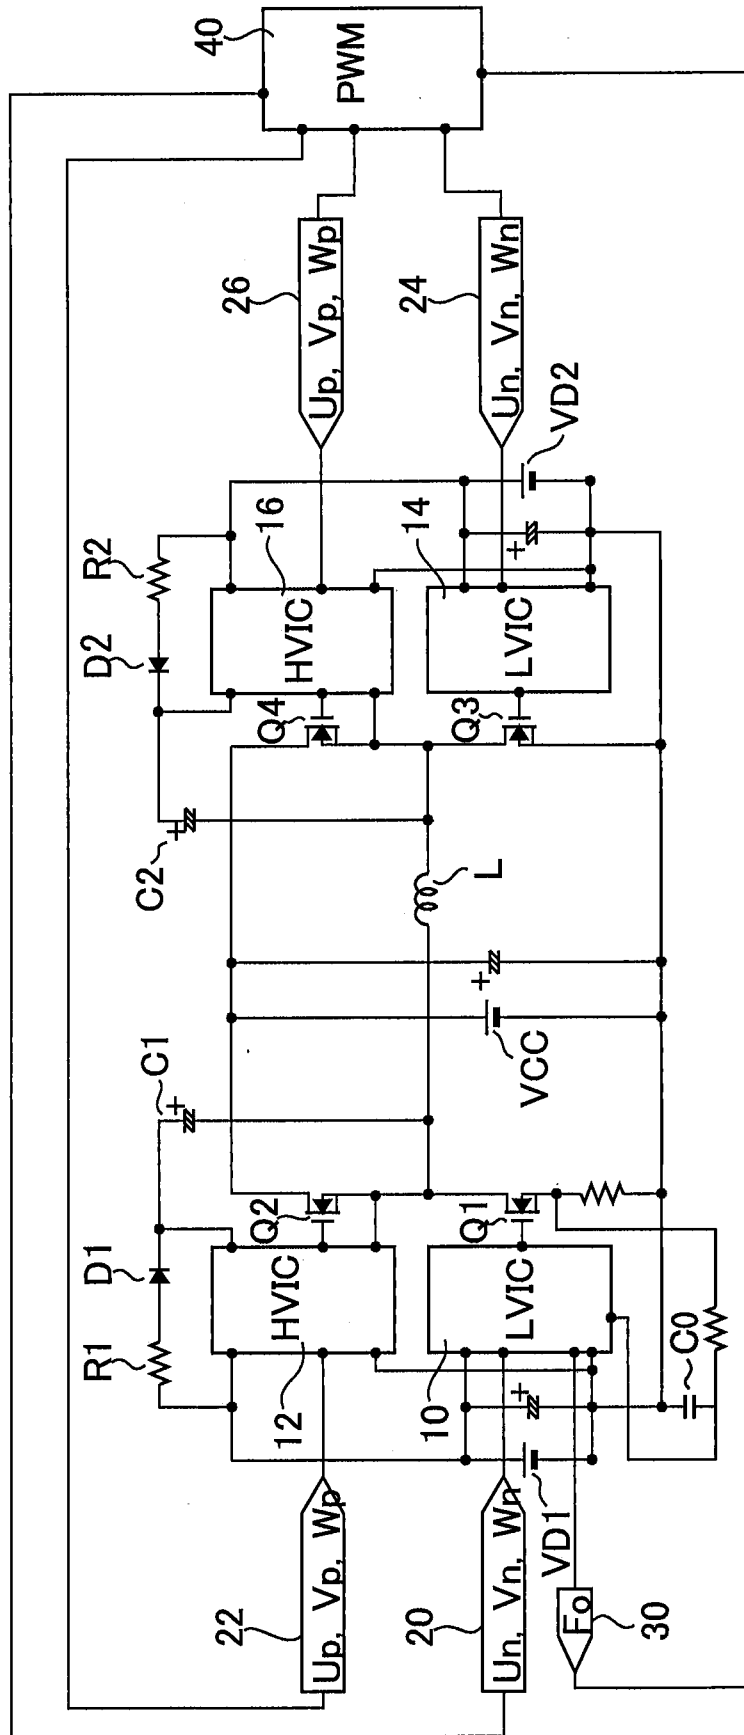 40
PWM
26
Up, Vp, Wp
24
Un, Vn, Wn
VD2
R2
16
HVIC
14
LVIC
D2
Q4
Q3
+
C2
+
L
+
VCC
C1
+
Q2
Q1
D1
HVIC
LVIC
R1
12
10
+
C0
VD1
22
Up, Vp, Wp
20
Un, Vn, Wn
Fo
30